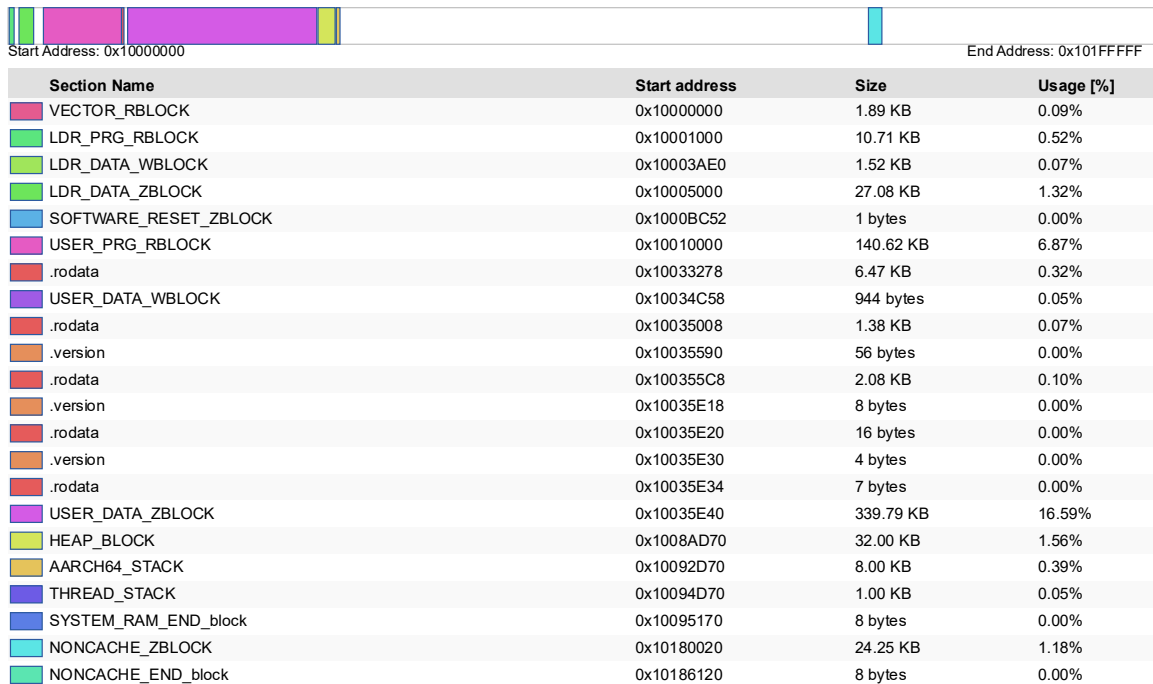 Start Address: 0x10000000 End Address: 0x101FFFFF
Section Name Start address Size Usage [%]
VECTOR_RBLOCK 0x10000000 1.89 KB 0.09%
LDR_PRG_RBLOCK 0x10001000 10.71 KB 0.52%
LDR_DATA_WBLOCK 0x10003AE0 1.52 KB 0.07%
LDR_DATA_ZBLOCK 0x10005000 27.08 KB 1.32%
SOFTWARE_RESET_ZBLOCK 0x1000BC52 1 bytes 0.00%
USER_PRG_RBLOCK 0x10010000 140.62 KB 6.87%
.rodata 0x10033278 6.47 KB 0.32%
USER_DATA_WBLOCK 0x10034C58 944 bytes 0.05%
.rodata 0x10035008 1.38 KB 0.07%
.version 0x10035590 56 bytes 0.00%
.rodata 0x100355C8 2.08 KB 0.10%
.version 0x10035E18 8 bytes 0.00%
.rodata 0x10035E20 16 bytes 0.00%
.version 0x10035E30 4 bytes 0.00%
.rodata 0x10035E34 7 bytes 0.00%
USER_DATA_ZBLOCK 0x10035E40 339.79 KB 16.59%
HEAP_BLOCK 0x1008AD70 32.00 KB 1.56%
AARCH64_STACK 0x10092D70 8.00 KB 0.39%
THREAD_STACK 0x10094D70 1.00 KB 0.05%
SYSTEM_RAM_END_block 0x10095170 8 bytes 0.00%
NONCACHE_ZBLOCK 0x10180020 24.25 KB 1.18%
NONCACHE_END_block 0x10186120 8 bytes 0.00%